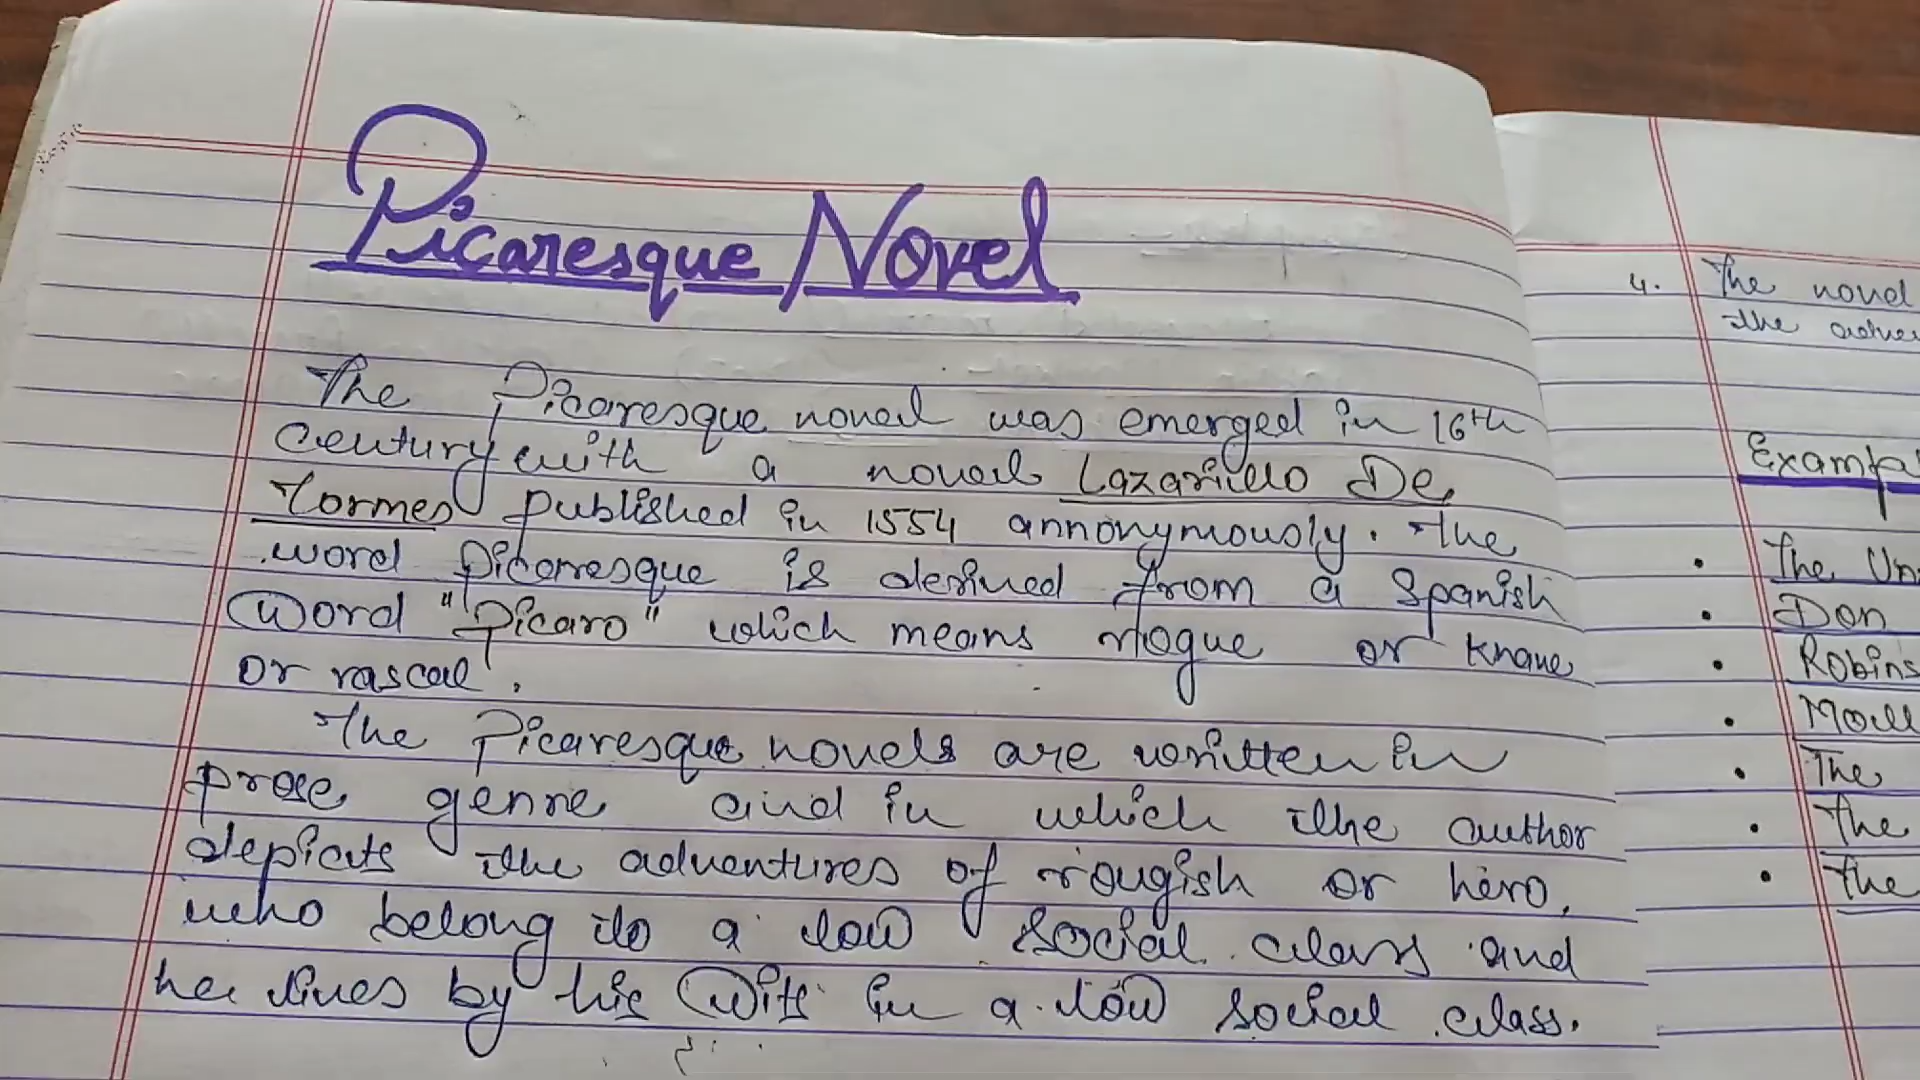 Picaresque Novel
The Picaresque novel was emerged in 16th
century with a novel Lazarillo De
Tormes published in 1554 annonymously. The
word Picaresque is derived from a Spanish
Word "Picaro" which means rogue or knave
or rascal.
The Picaresque novels are written in
prose genre and in which the author
depicts the adventures of rougish or hero,
who belong to a low social class and
he lives by his wits in a low social class.
4. The novel
the
Exampl
• The Un
• Don
• Robins
• Moll
• The
• The
• The